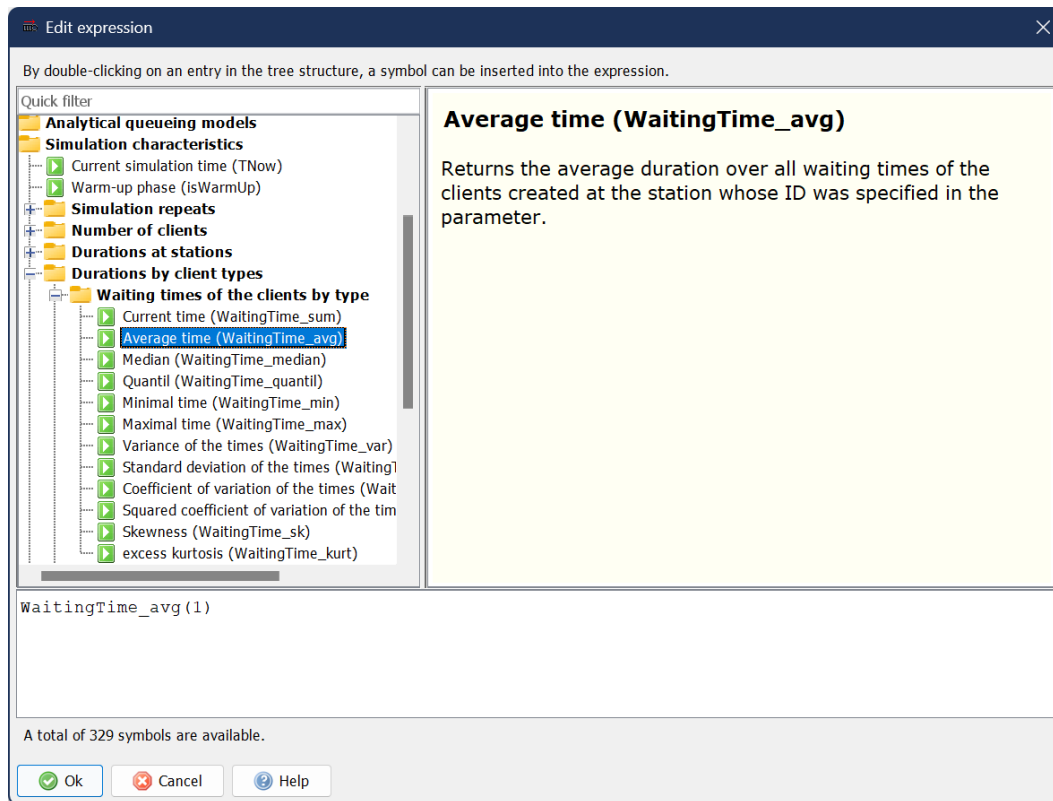 Edit expression
By double-clicking on an entry in the tree structure, a symbol can be inserted into the expression.
Quick filter
Analytical queueing models
Simulation characteristics
Current simulation time (TNow)
Warm-up phase (isWarmUp)
Simulation repeats
Number of clients
Durations at stations
Durations by client types
Waiting times of the clients by type
Current time (WaitingTime_sum)
Average time (WaitingTime_avg)
Median (WaitingTime_median)
Quantil (WaitingTime_quantil)
Minimal time (WaitingTime_min)
Maximal time (WaitingTime_max)
Variance of the times (WaitingTime_var)
Standard deviation of the times (WaitingT
Coefficient of variation of the times (Wait
Squared coefficient of variation of the tim
Skewness (WaitingTime_sk)
excess kurtosis (WaitingTime_kurt)
Average time (WaitingTime_avg)
Returns the average duration over all waiting times of the
clients created at the station whose ID was specified in the
parameter.
WaitingTime_avg(1)
A total of 329 symbols are available.
Ok
Cancel
Help